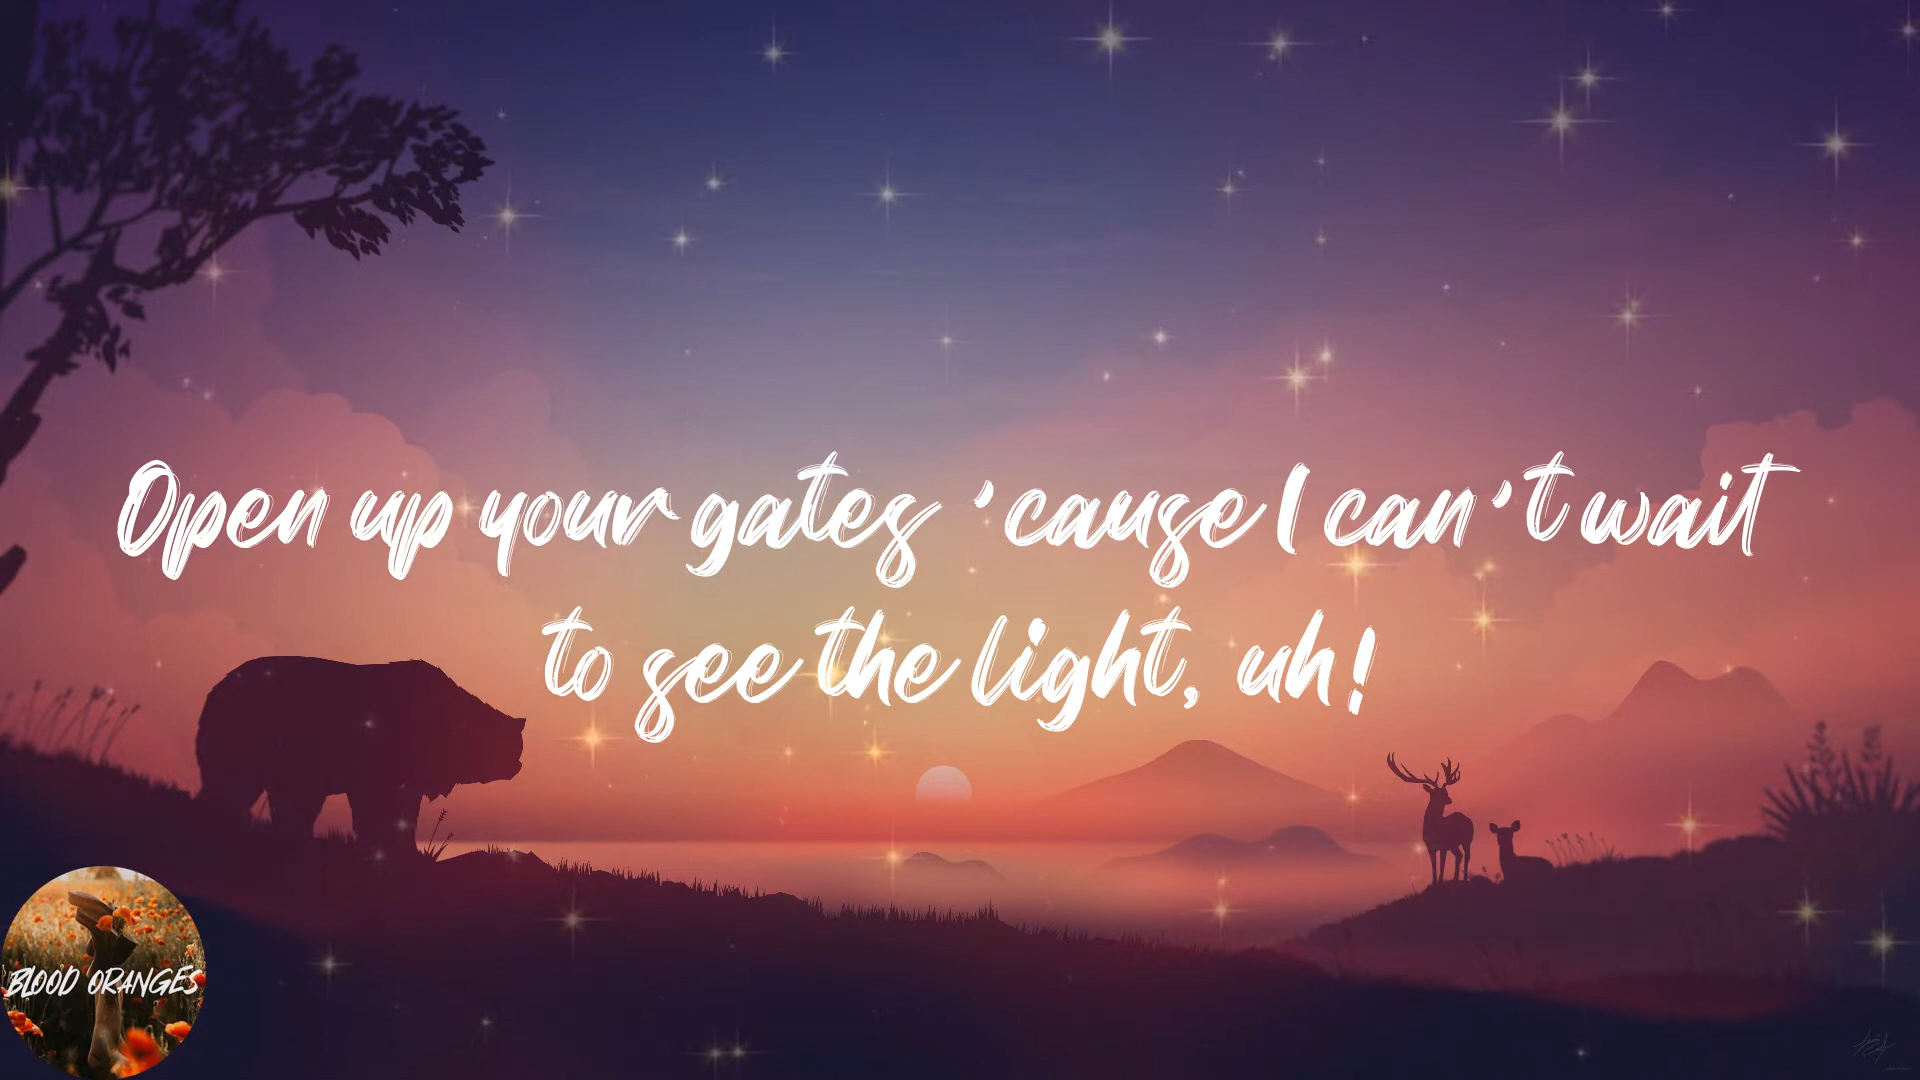 Open up your gates 'cause I can't wait
to see the light, uh!
BLOOD ORANGES